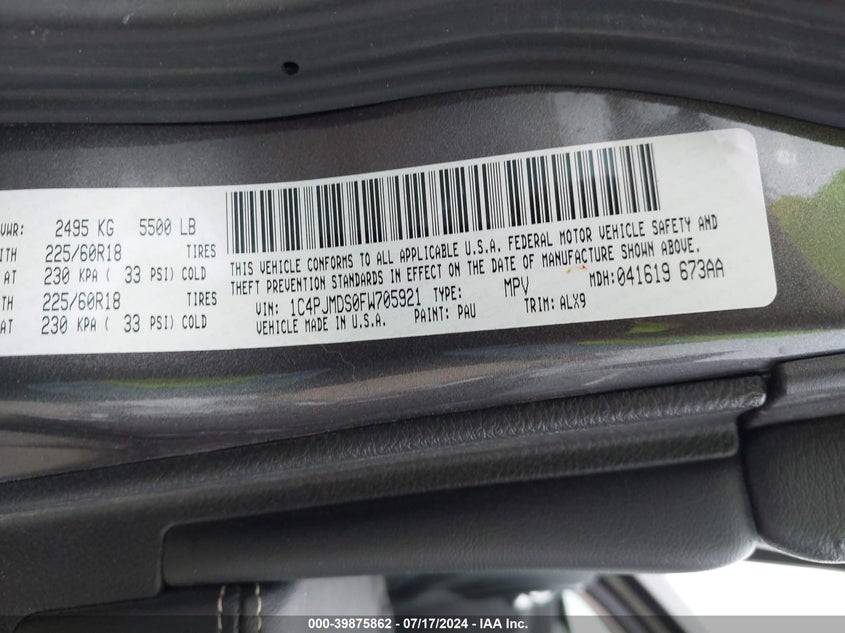 VWR: 2495 KG 5500 LB
ITH 225/60R18 TIRES
AT 230 KPA ( 33 PSI) COLD
ITH 225/60R18 TIRES
AT 230 KPA ( 33 PSI) COLD
THIS VEHICLE CONFORMS TO ALL APPLICABLE U.S.A. FEDERAL MOTOR VEHICLE SAFETY AND
THEFT PREVENTION STANDARDS IN EFFECT ON THE DATE OF MANUFACTURE SHOWN ABOVE.
VIN: 1C4PJMDS0FW705921 TYPE: MPV MDH:041619 673AA
VEHICLE MADE IN U.S.A. PAINT: PAU TRIM: ALX9
000-39875862 / 07/17/2024 - IAA Inc.